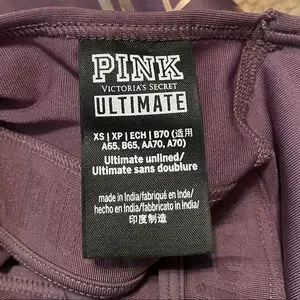 PINK
VICTORIA'S SECRET
ULTIMATE
XS | XP | ECH | B70 (适用
A65, B65, AA70, A70)
Ultimate unlined/
Ultimate sans doublure
made in India/fabriqué en Inde/
hecho en India/fabbricato in India/
印度制造